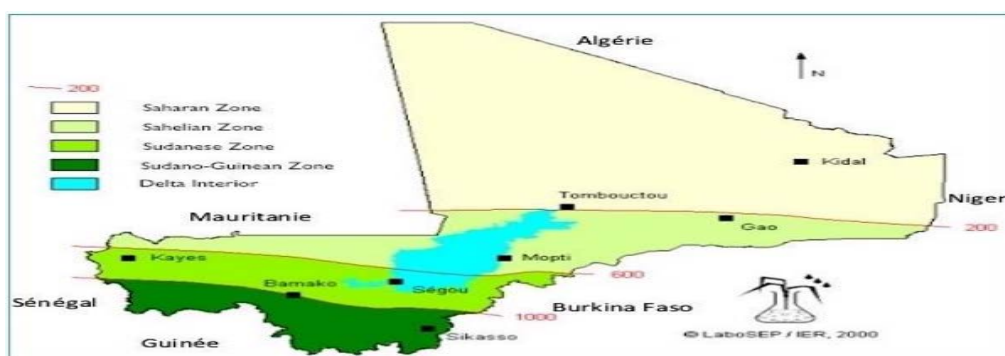 Algérie
N
200
Saharan Zone
Sahelian Zone
Sudanese Zone
Sudano-Guinean Zone
Delta Interior
Kidal
Tombouctou
Niger
Mauritanie
Gao
200
Kayes
Mopti
600
Bamako
Ségou
Sénégal
Burkina Faso
1000
Sikasso
Guinée
© LaboSEP / IER, 2000